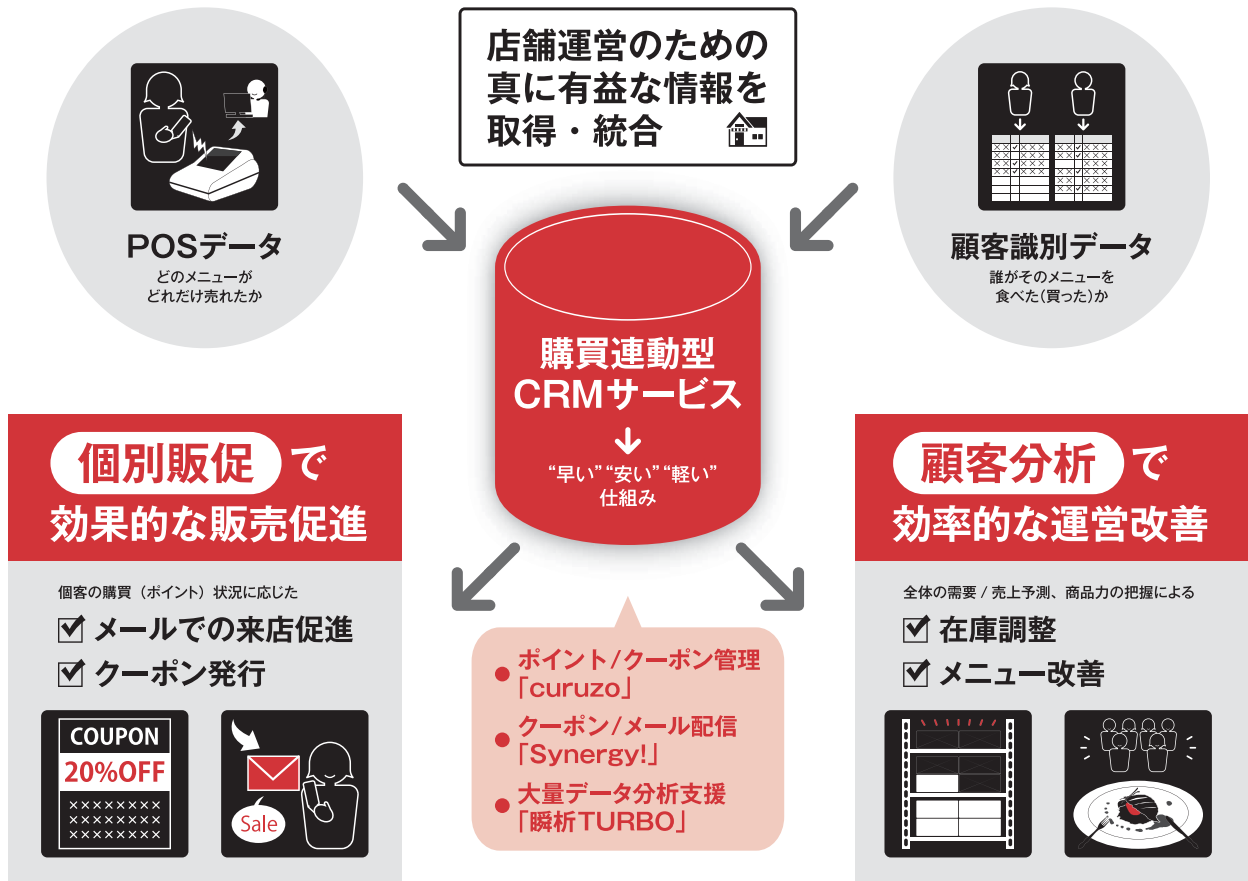 店舗運営のための
真に有益な情報を
取得・統合
POSデータ
どのメニューが
どれだけ売れたか
顧客識別データ
誰がそのメニューを
食べた(買った)か
購買連動型
CRMサービス
“早い”“安い”“軽い”
仕組み
個別販促で
効果的な販売促進
個客の購買（ポイント）状況に応じた
メールでの来店促進
クーポン発行
COUPON
20%OFF
××××××××
××××××××
××××××××
Sale
ポイント/クーポン管理
「curuzo」
クーポン/メール配信
「Synergy!」
大量データ分析支援
「瞬析TURBO」
顧客分析で
効率的な運営改善
全体の需要 / 売上予測、商品力の把握による
在庫調整
メニュー改善